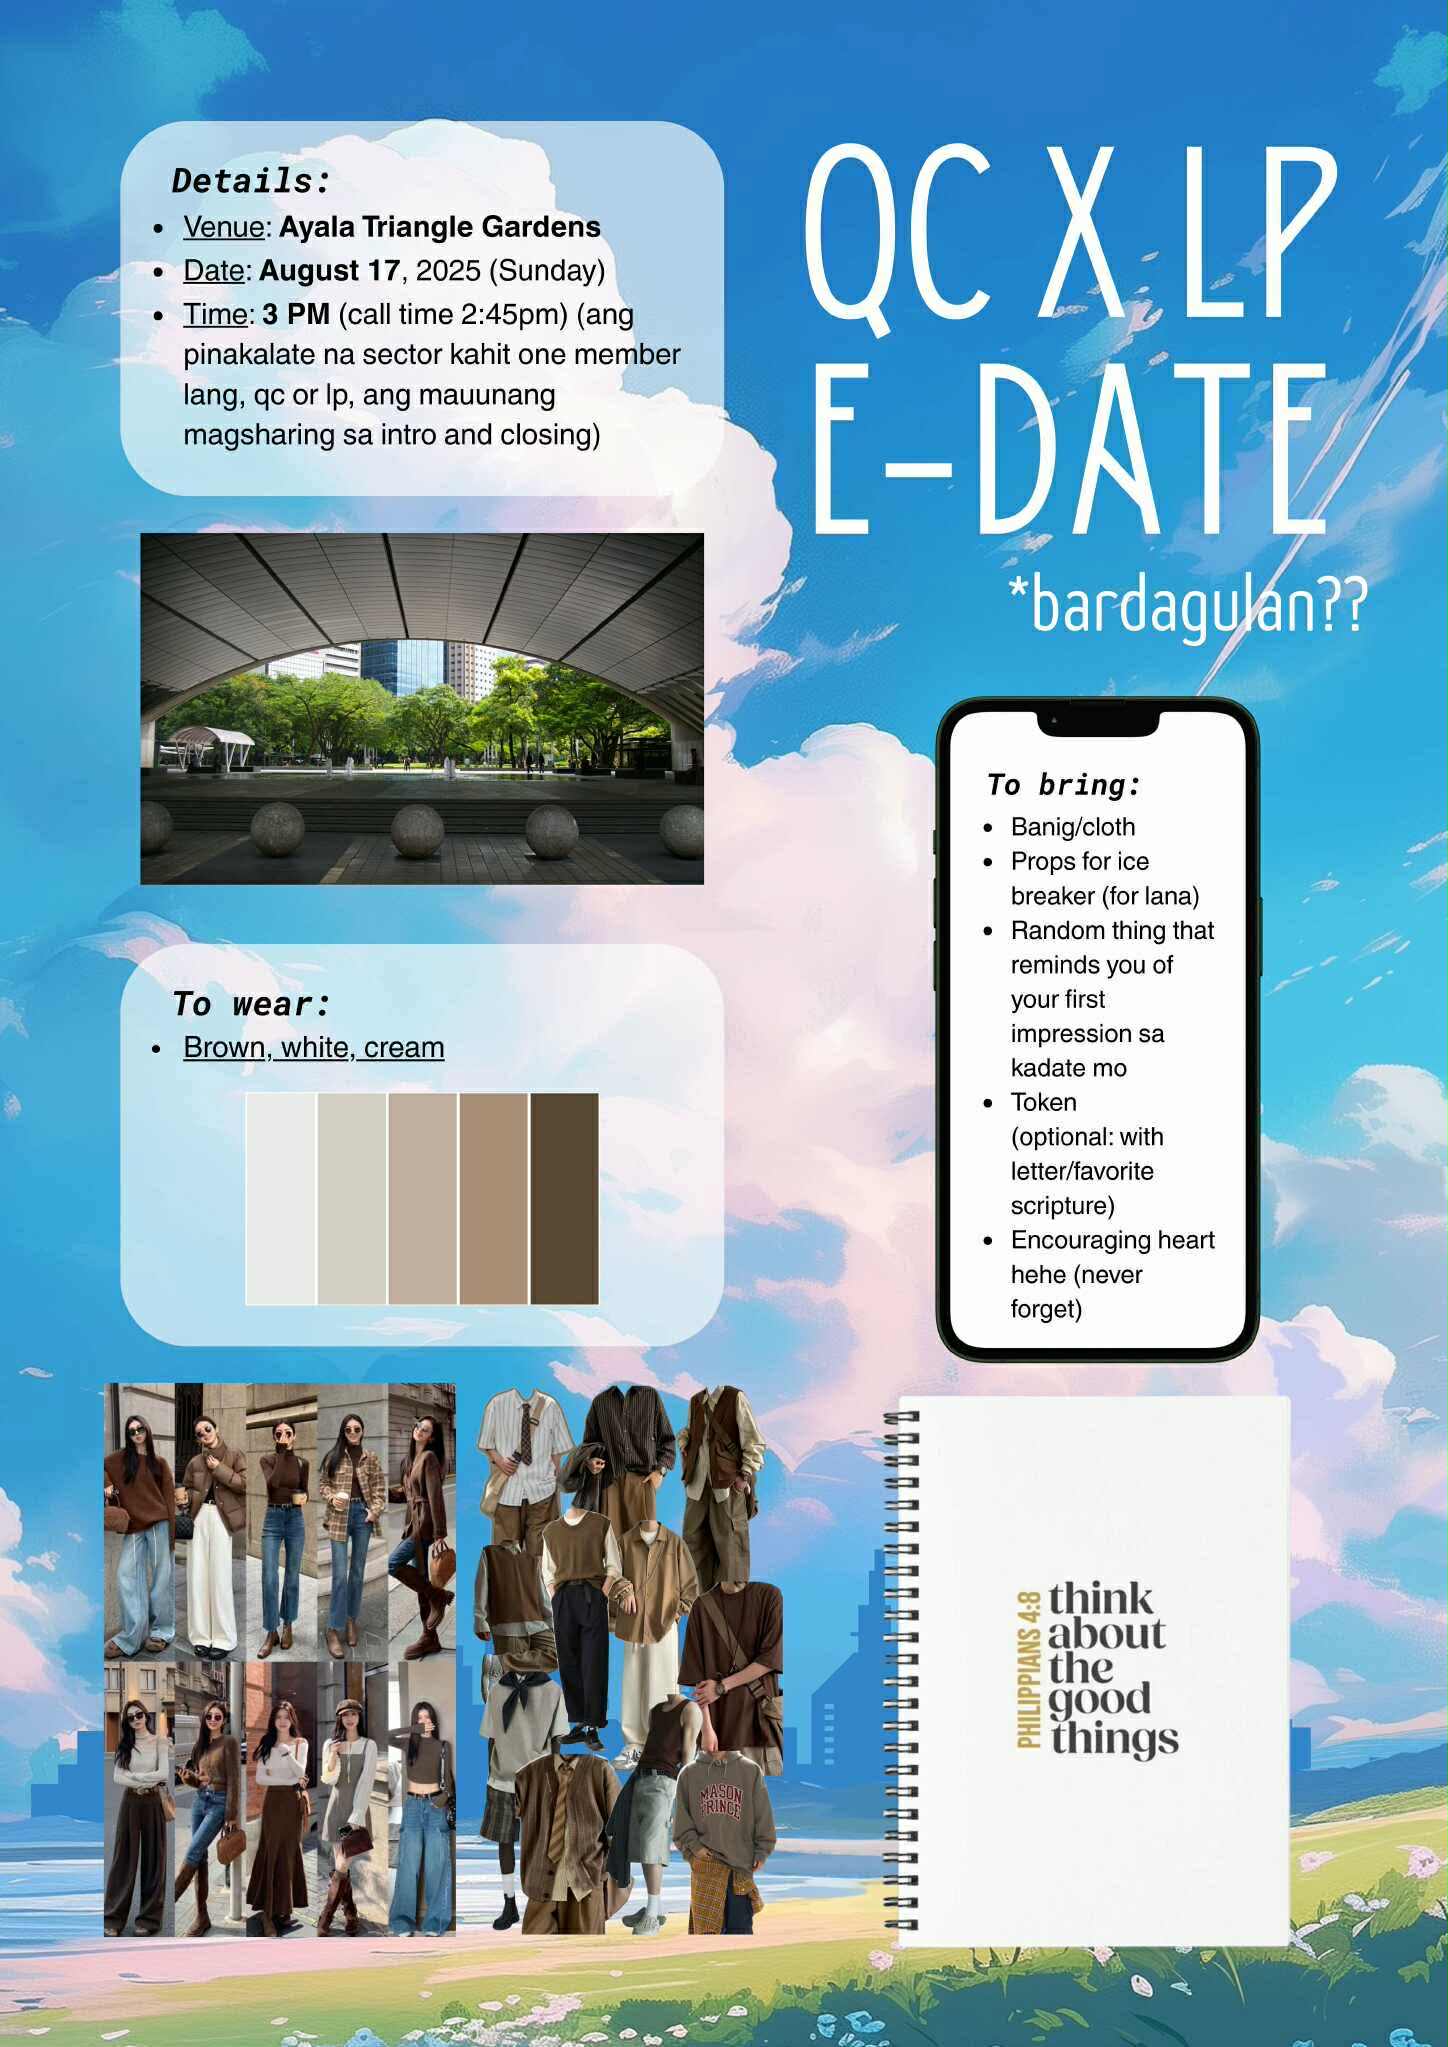 QC X LP
E-DATE
*bardagulan??
Details:
• Venue: Ayala Triangle Gardens
• Date: August 17, 2025 (Sunday)
• Time: 3 PM (call time 2:45pm) (ang
pinakalate na sector kahit one member
lang, qc or lp, ang mauunang
magsharing sa intro and closing)
To wear:
• Brown, white, cream
To bring:
• Banig/cloth
• Props for ice
breaker (for lana)
• Random thing that
reminds you of
your first
impression sa
kadate mo
• Token
(optional: with
letter/favorite
scripture)
• Encouraging heart
hehe (never
forget)
MASON
PRINCE
PHILIPPIANS 4:8
think
about
the
good
things